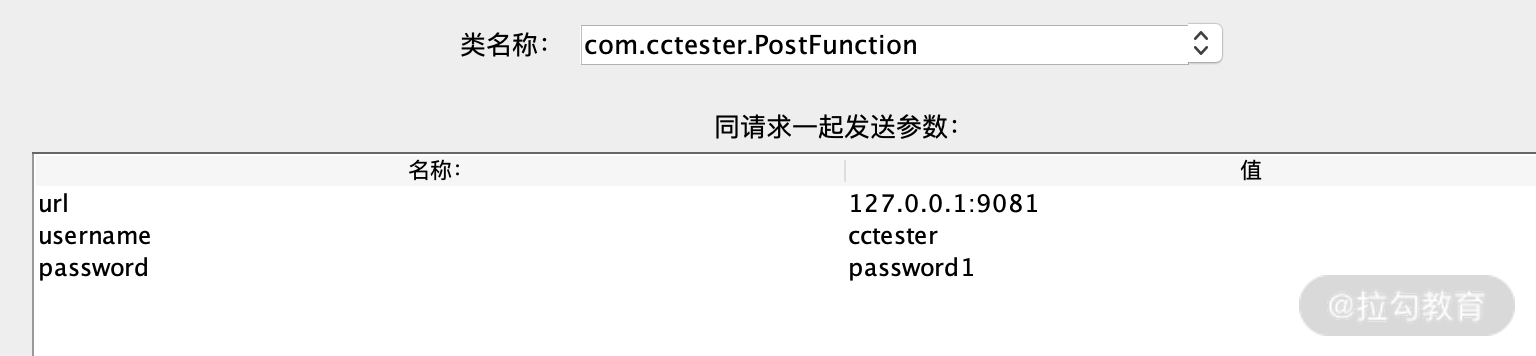 类名称： com.cctester.PostFunction
同请求一起发送参数：
名称： 值
url 127.0.0.1:9081
username cctester
password password1
@拉勾教育